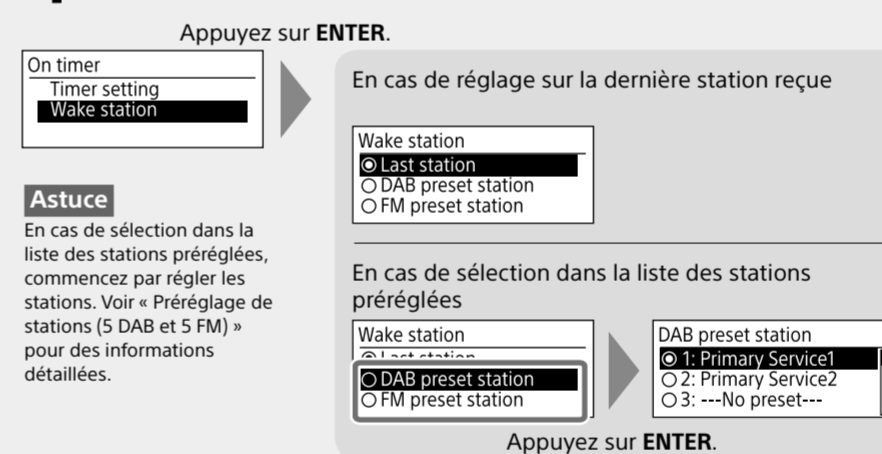 Appuyez sur ENTER.
On timer
Timer setting
Wake station
Astuce
En cas de sélection dans la
liste des stations préréglées,
commencez par régler les
stations. Voir « Préréglage de
stations (5 DAB et 5 FM) »
pour des informations
détaillées.
En cas de réglage sur la dernière station reçue
Wake station
Last station
DAB preset station
FM preset station
En cas de sélection dans la liste des stations
préréglées
Wake station
Last station
DAB preset station
FM preset station
DAB preset station
1: Primary Service1
2: Primary Service2
3: ---No preset---
Appuyez sur ENTER.